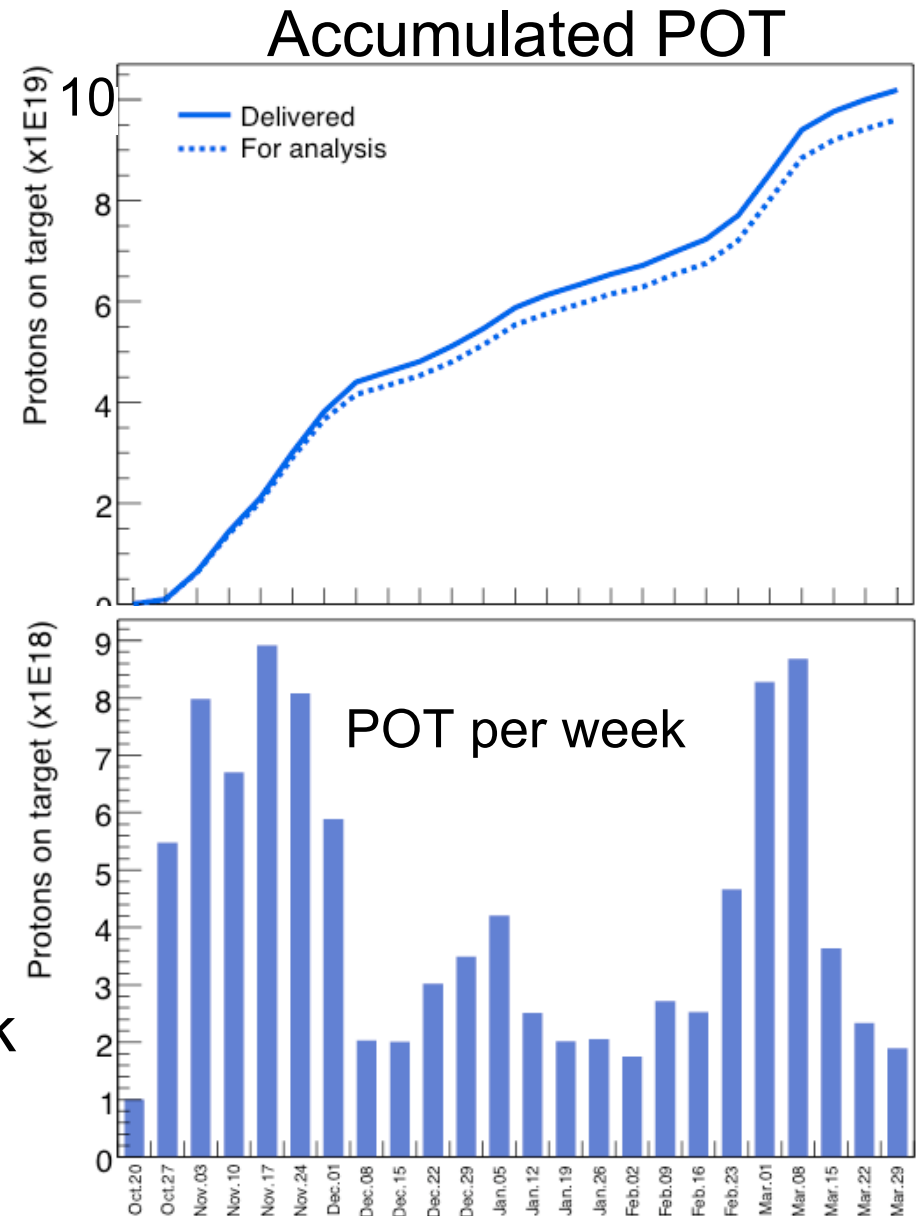 Accumulated POT
Protons on target (x1E19)
10
8
6
4
2
0
Delivered
For analysis
Protons on target (x1E18)
9
8
7
6
5
4
3
2
1
0
POT per week
k
Oct.20
Oct.27
Nov.03
Nov.10
Nov.17
Nov.24
Dec.01
Dec.08
Dec.15
Dec.22
Dec.29
Jan.05
Jan.12
Jan.19
Jan.26
Feb.02
Feb.09
Feb.16
Feb.23
Mar.01
Mar.08
Mar.15
Mar.22
Mar.29